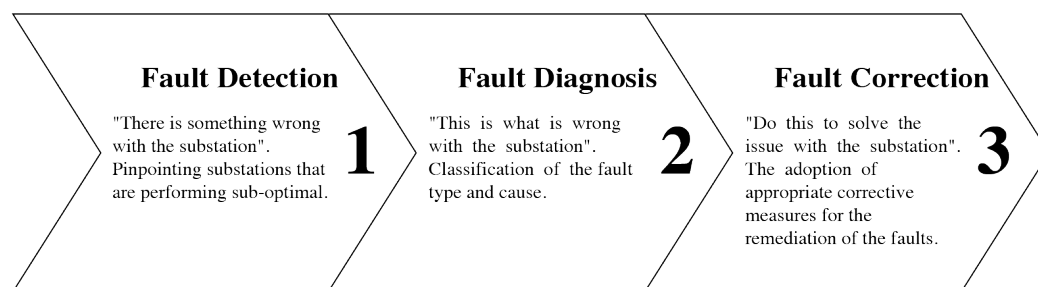 Fault Detection
"There is something wrong
with the substation".
Pinpointing substations that
are performing sub-optimal.
1
Fault Diagnosis
"This is what is wrong
with the substation".
Classification of the fault
type and cause.
2
Fault Correction
"Do this to solve the
issue with the substation".
The adoption of
appropriate corrective
measures for the
remediation of the faults.
3